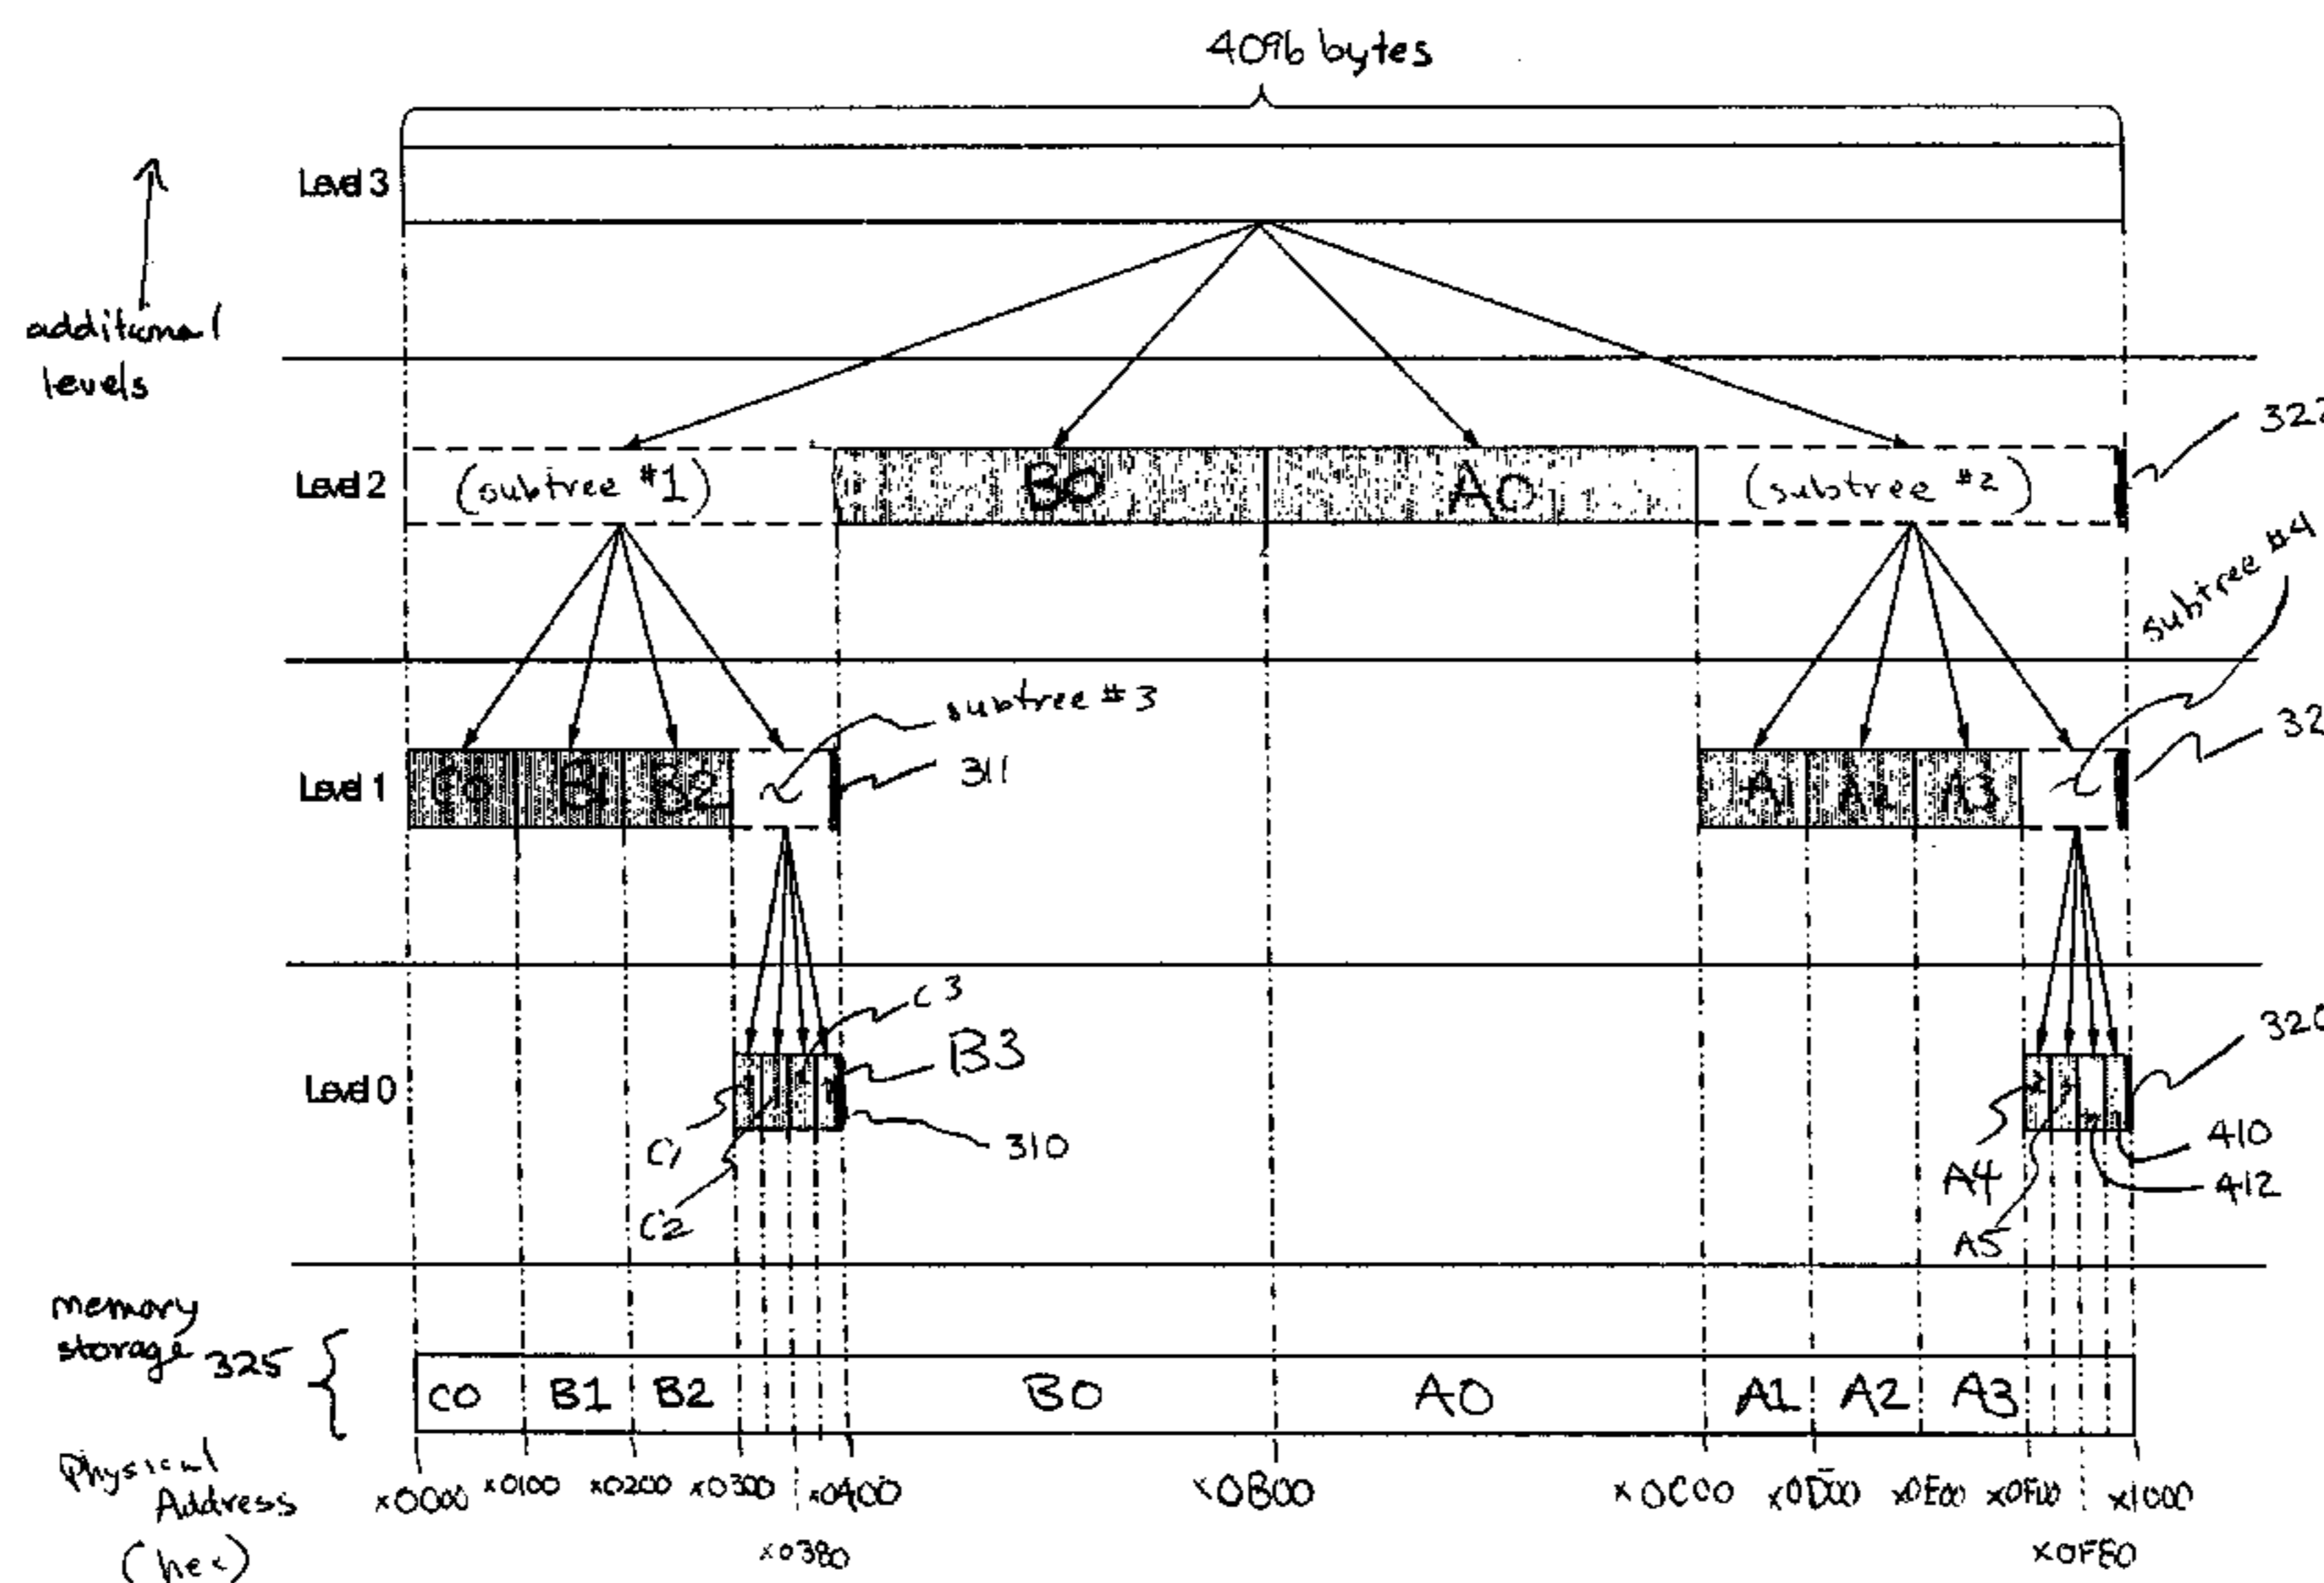 4096 bytes
Level 3
additional
levels
Level 2
(subtree #1)
B0
A0
(subtree #2)
322
subtree #4
subtree #3
Level 1
C0
B1
B2
311
A1
A2
A3
32
C3
B3
Level 0
320
C1
310
410
A4
412
C2
A5
memory
storage 325
C0
B1
B2
B0
A0
A1
A2
A3
Physical
Address
(hex)
x0000
x0100
x0200
x0300
x0400
x0800
x0C00
x0D00
x0E00
x0F00
x1000
x0380
x0F80